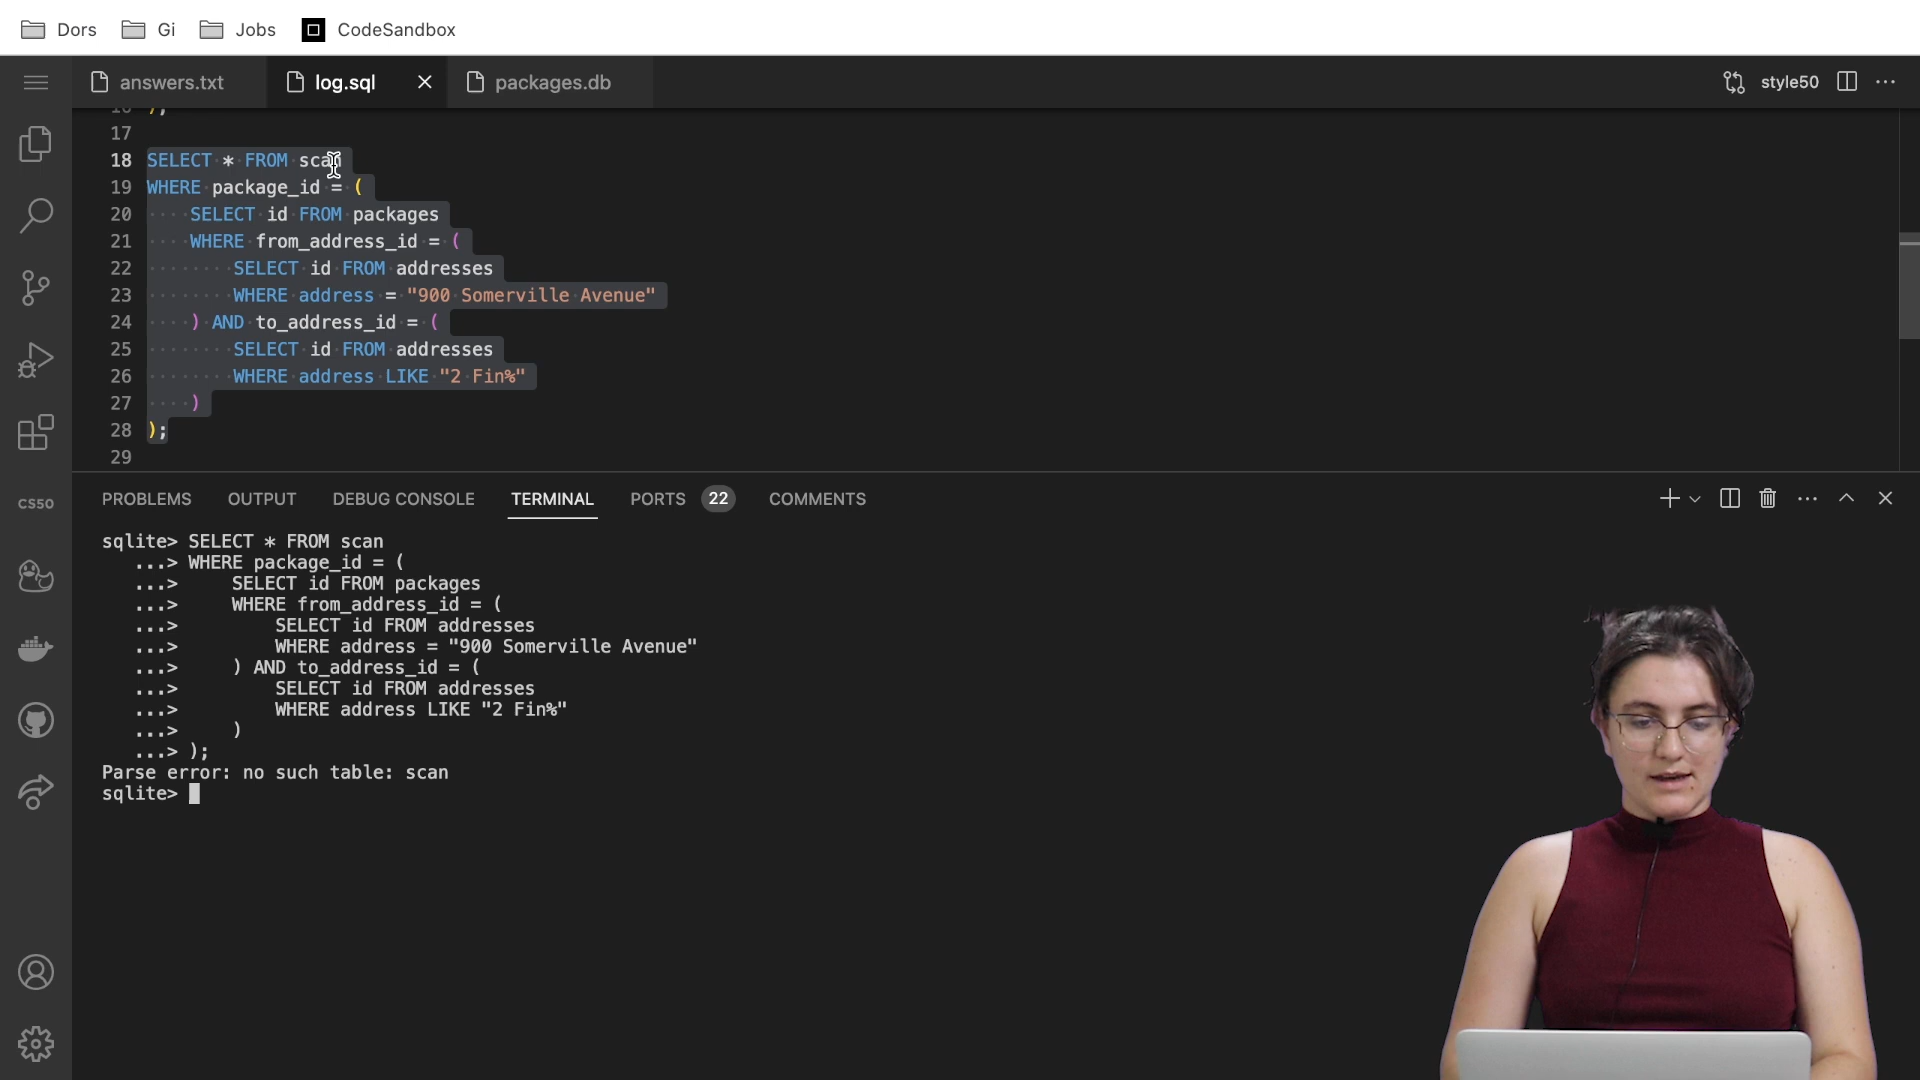 Dors Gi Jobs CodeSandbox
answers.txt log.sql packages.db style50
17
18 SELECT * FROM scan
19 WHERE package_id = (
20 SELECT id FROM packages
21 WHERE from_address_id = (
22 SELECT id FROM addresses
23 WHERE address = "900 Somerville Avenue"
24 ) AND to_address_id = (
25 SELECT id FROM addresses
26 WHERE address LIKE "2 Fin%"
27 )
28 );
29
CS50
PROBLEMS OUTPUT DEBUG CONSOLE TERMINAL PORTS 22 COMMENTS
sqlite> SELECT * FROM scan
...> WHERE package_id = (
...> SELECT id FROM packages
...> WHERE from_address_id = (
...> SELECT id FROM addresses
...> WHERE address = "900 Somerville Avenue"
...> ) AND to_address_id = (
...> SELECT id FROM addresses
...> WHERE address LIKE "2 Fin%"
...> )
...> );
Parse error: no such table: scan
sqlite>